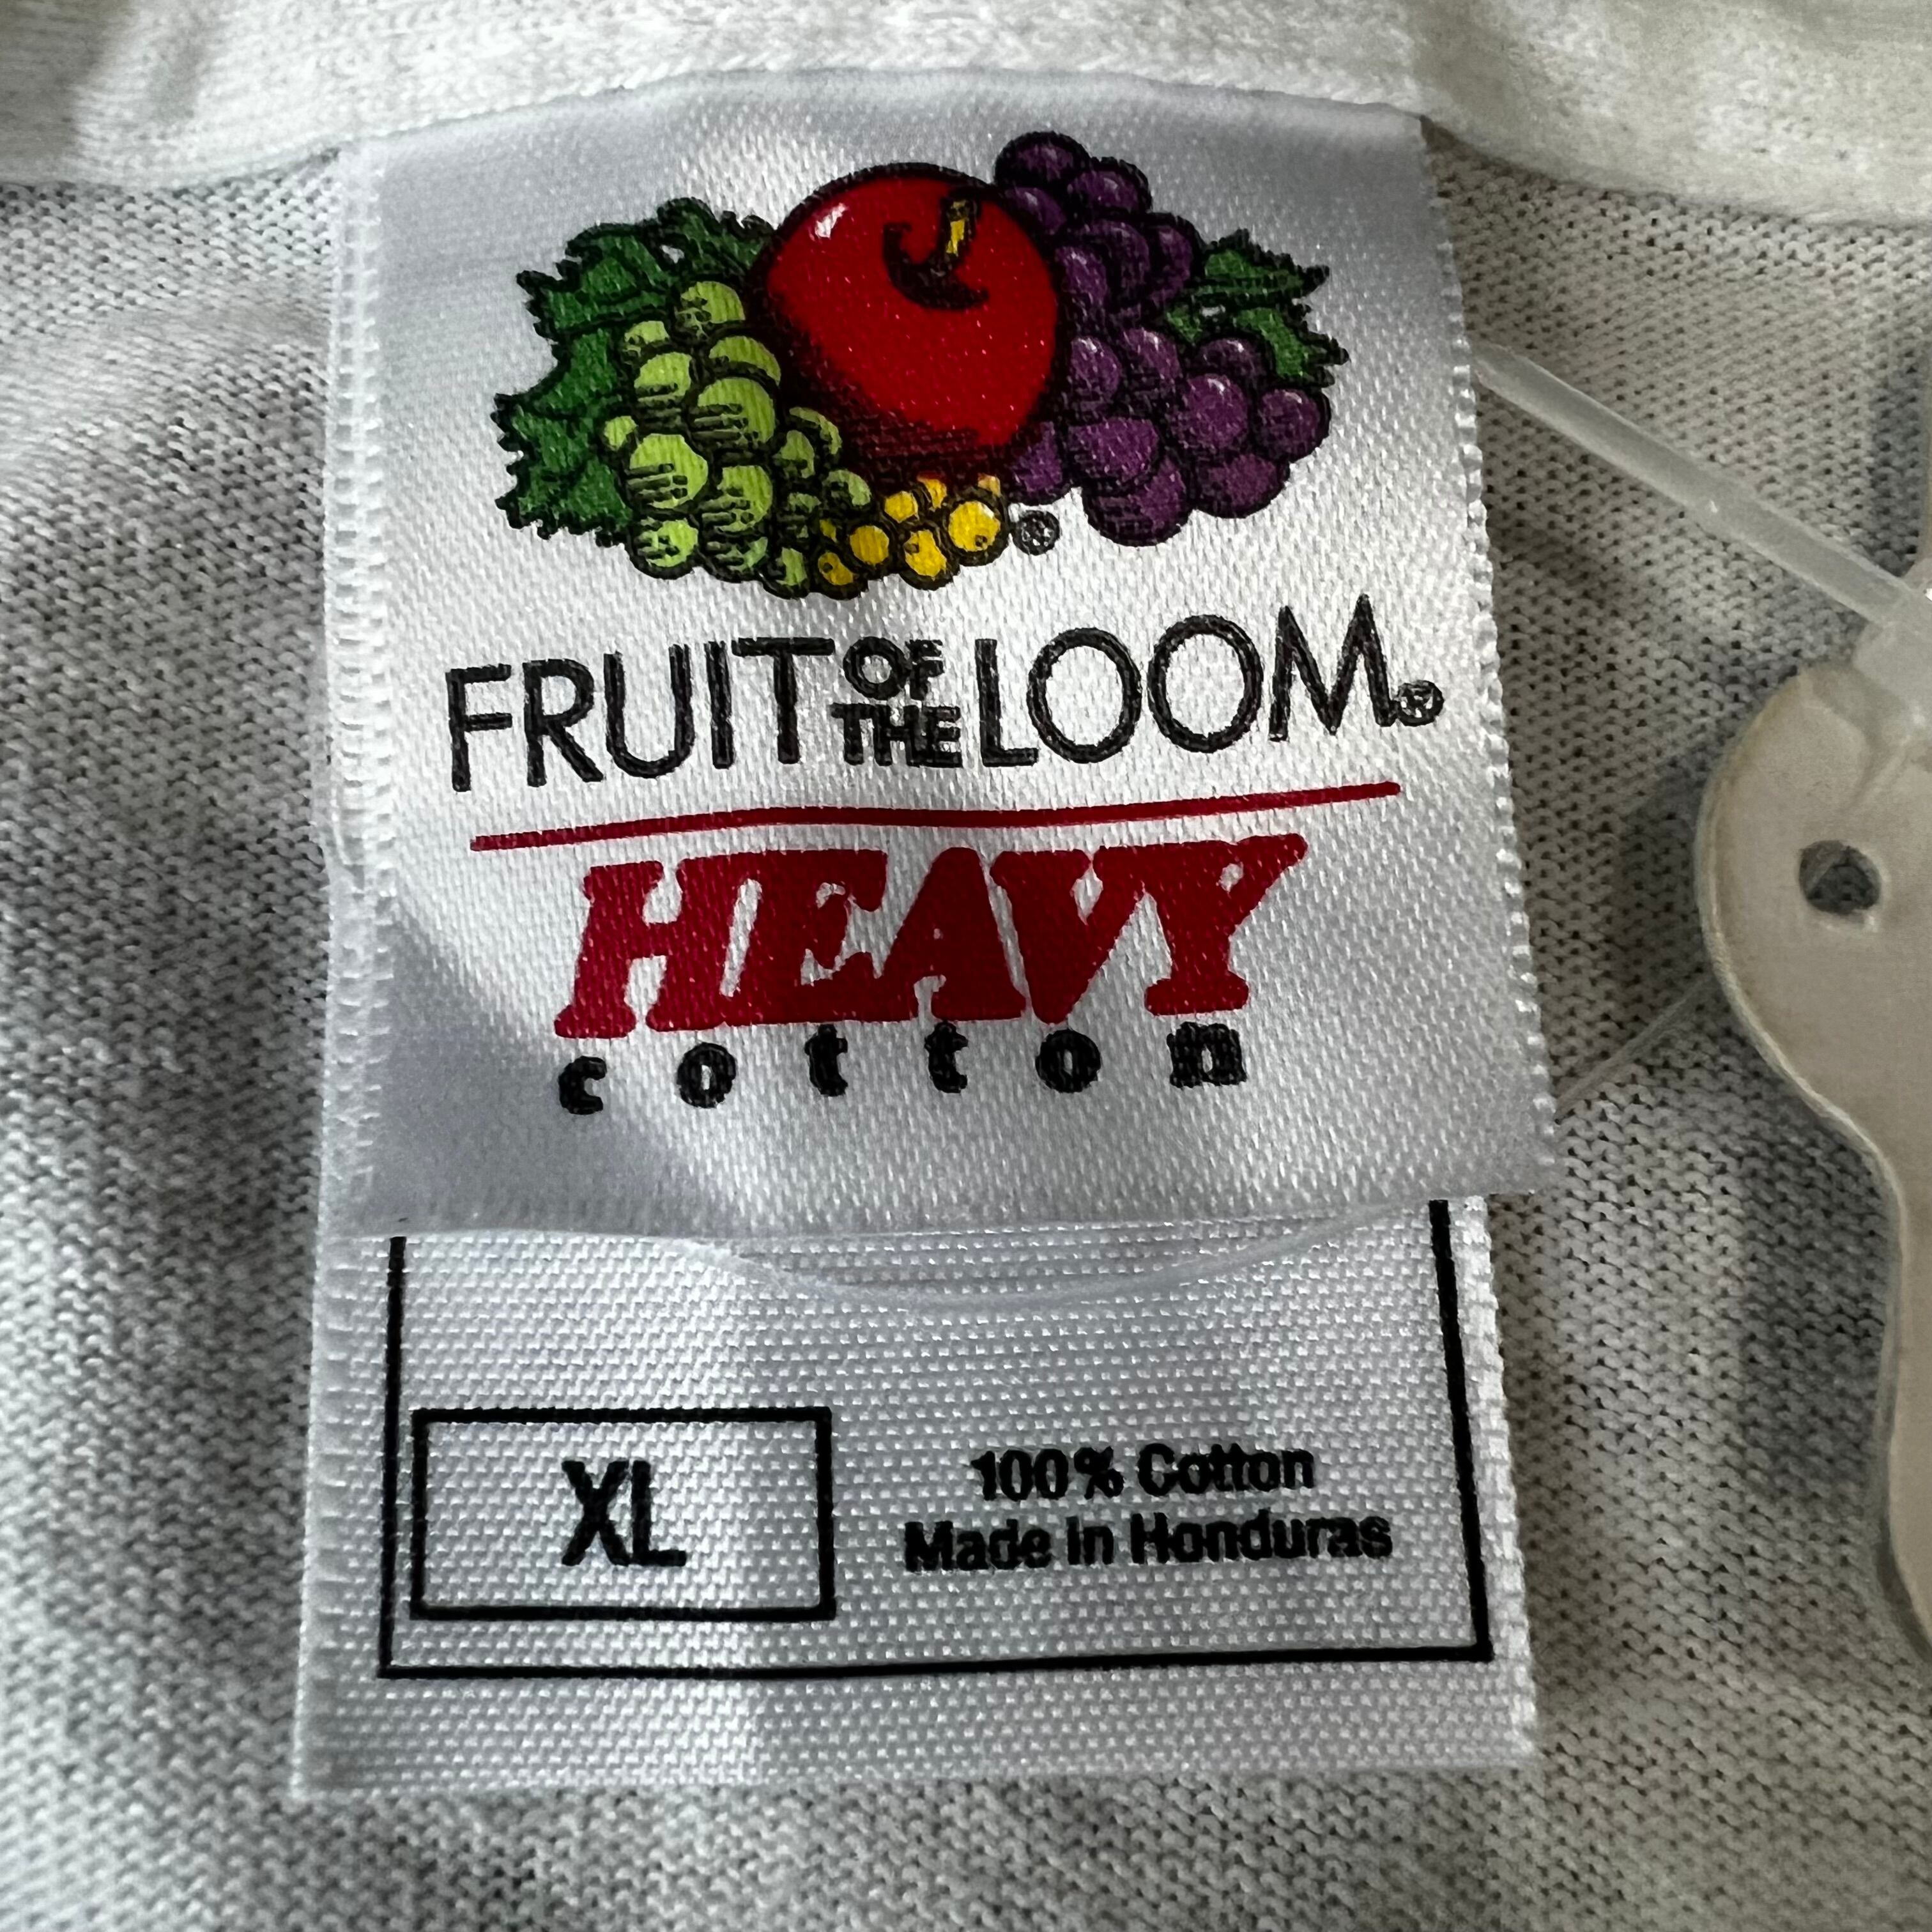 ®
FRUIT OF THE LOOM®
HEAVY
cotton
XL
100% Cotton
Made in Honduras